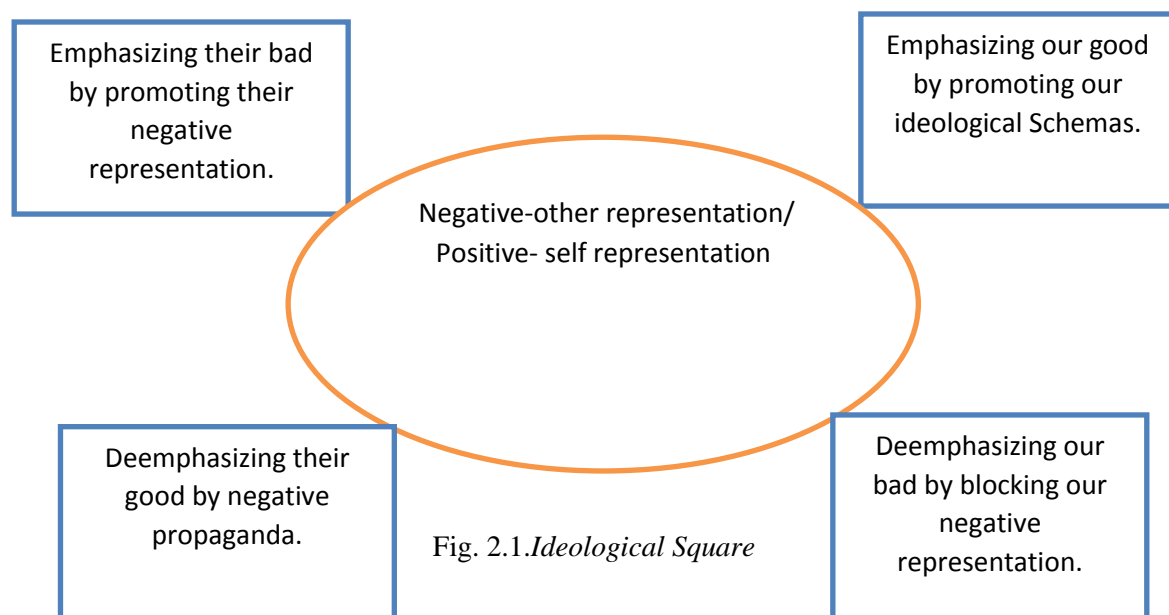 Emphasizing their bad
by promoting their
negative
representation.
Emphasizing our good
by promoting our
ideological Schemas.
Negative-other representation/
Positive- self representation
Deemphasizing their
good by negative
propaganda.
Deemphasizing our
bad by blocking our
negative
representation.
Fig. 2.1.Ideological Square